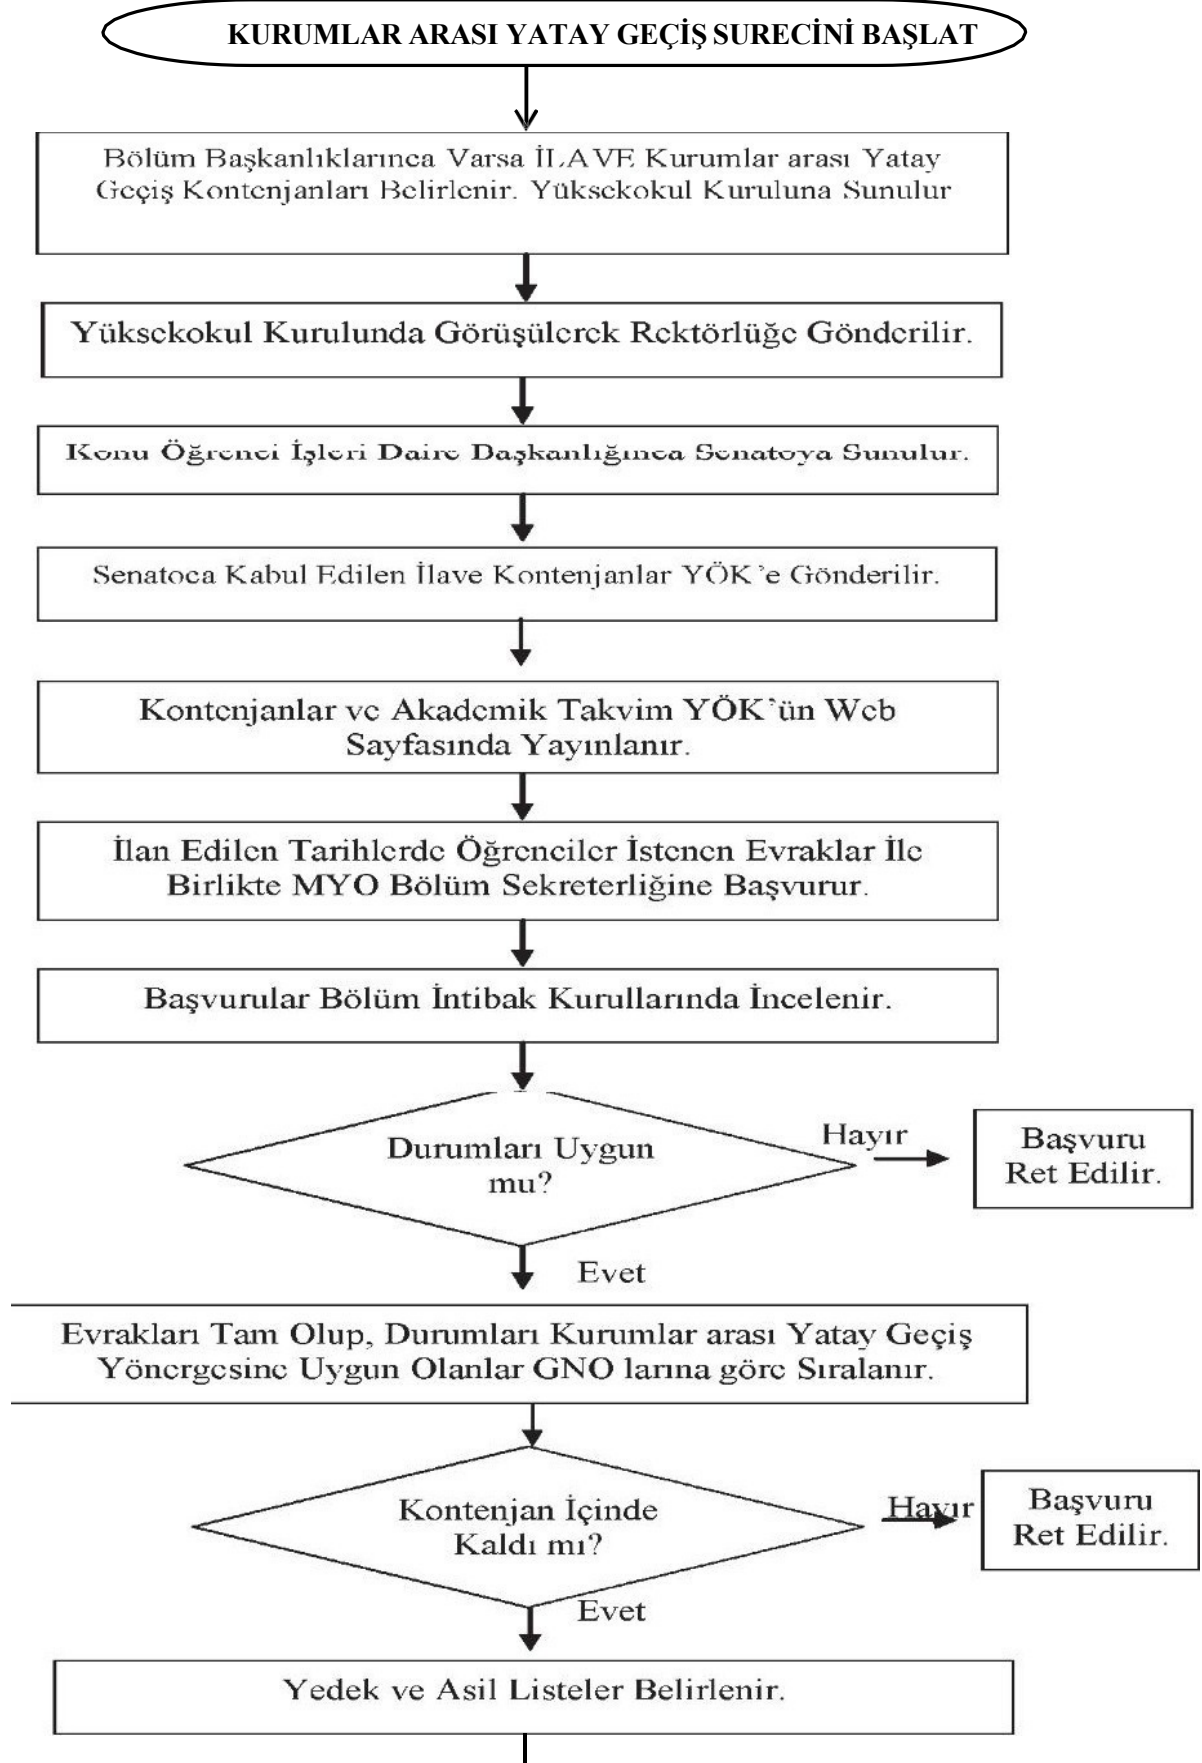 KURUMLAR ARASI YATAY GEÇİŞ SURECİNİ BAŞLAT
Bölüm Başkanlıklarınca Varsa İLAVE Kurumlar arası Yatay
Geçiş Kontenjanları Belirlenir. Yüksekokul Kuruluna Sunulur
Yüksekokul Kurulunda Görüşülerek Rektörlüğe Gönderilir.
Konu Öğrenci İşleri Daire Başkanlığınca Senatoya Sunulur.
Senatoca Kabul Edilen İlave Kontenjanlar YÖK'e Gönderilir.
Kontenjanlar ve Akademik Takvim YÖK'ün Web
Sayfasında Yayınlanır.
İlan Edilen Tarihlerde Öğrenciler İstenen Evraklar İle
Birlikte MYO Bölüm Sekreterliğine Başvurur.
Başvurular Bölüm İntibak Kurullarında İncelenir.
Durumları Uygun
mu?
Hayır
Başvuru
Ret Edilir.
Evet
Evrakları Tam Olup, Durumları Kurumlar arası Yatay Geçiş
Yönergesine Uygun Olanlar GNO larına göre Sıralanır.
Kontenjan İçinde
Kaldı mı?
Hayır
Başvuru
Ret Edilir.
Evet
Yedek ve Asil Listeler Belirlenir.